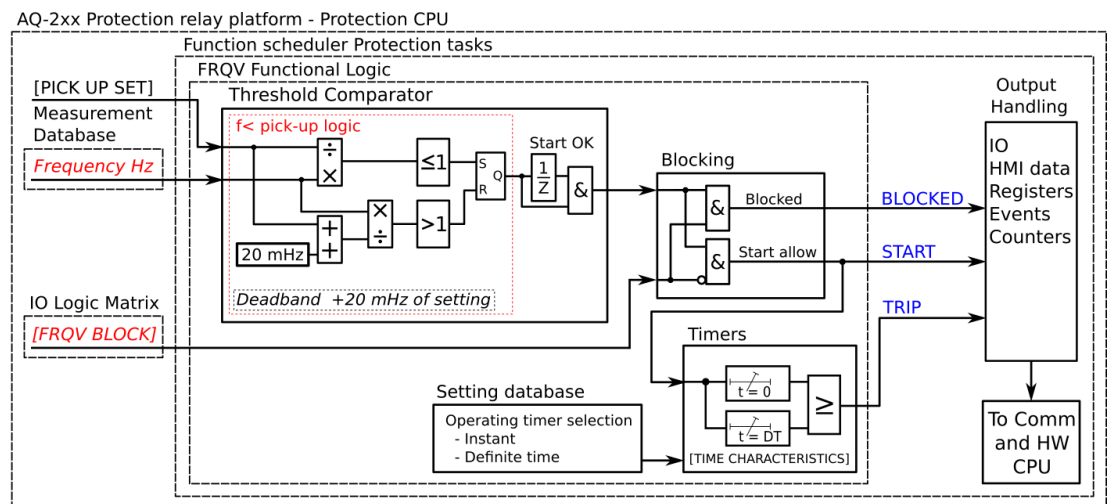 AQ-2xx Protection relay platform - Protection CPU
Function scheduler Protection tasks
FRQV Functional Logic
Threshold Comparator
[PICK UP SET]
Measurement
Database
Frequency Hz
f< pick-up logic
÷
×
≤1
S
Q
R
×
÷
>1
+
+
20 mHz
Deadband +20 mHz of setting
Start OK
1
Z
&
Blocking
&
Blocked
&
Start allow
BLOCKED
START
TRIP
Output
Handling
IO
HMI data
Registers
Events
Counters
IO Logic Matrix
[FRQV BLOCK]
Timers
t = 0
t = DT
≥
[TIME CHARACTERISTICS]
Setting database
Operating timer selection
- Instant
- Definite time
To Comm
and HW
CPU